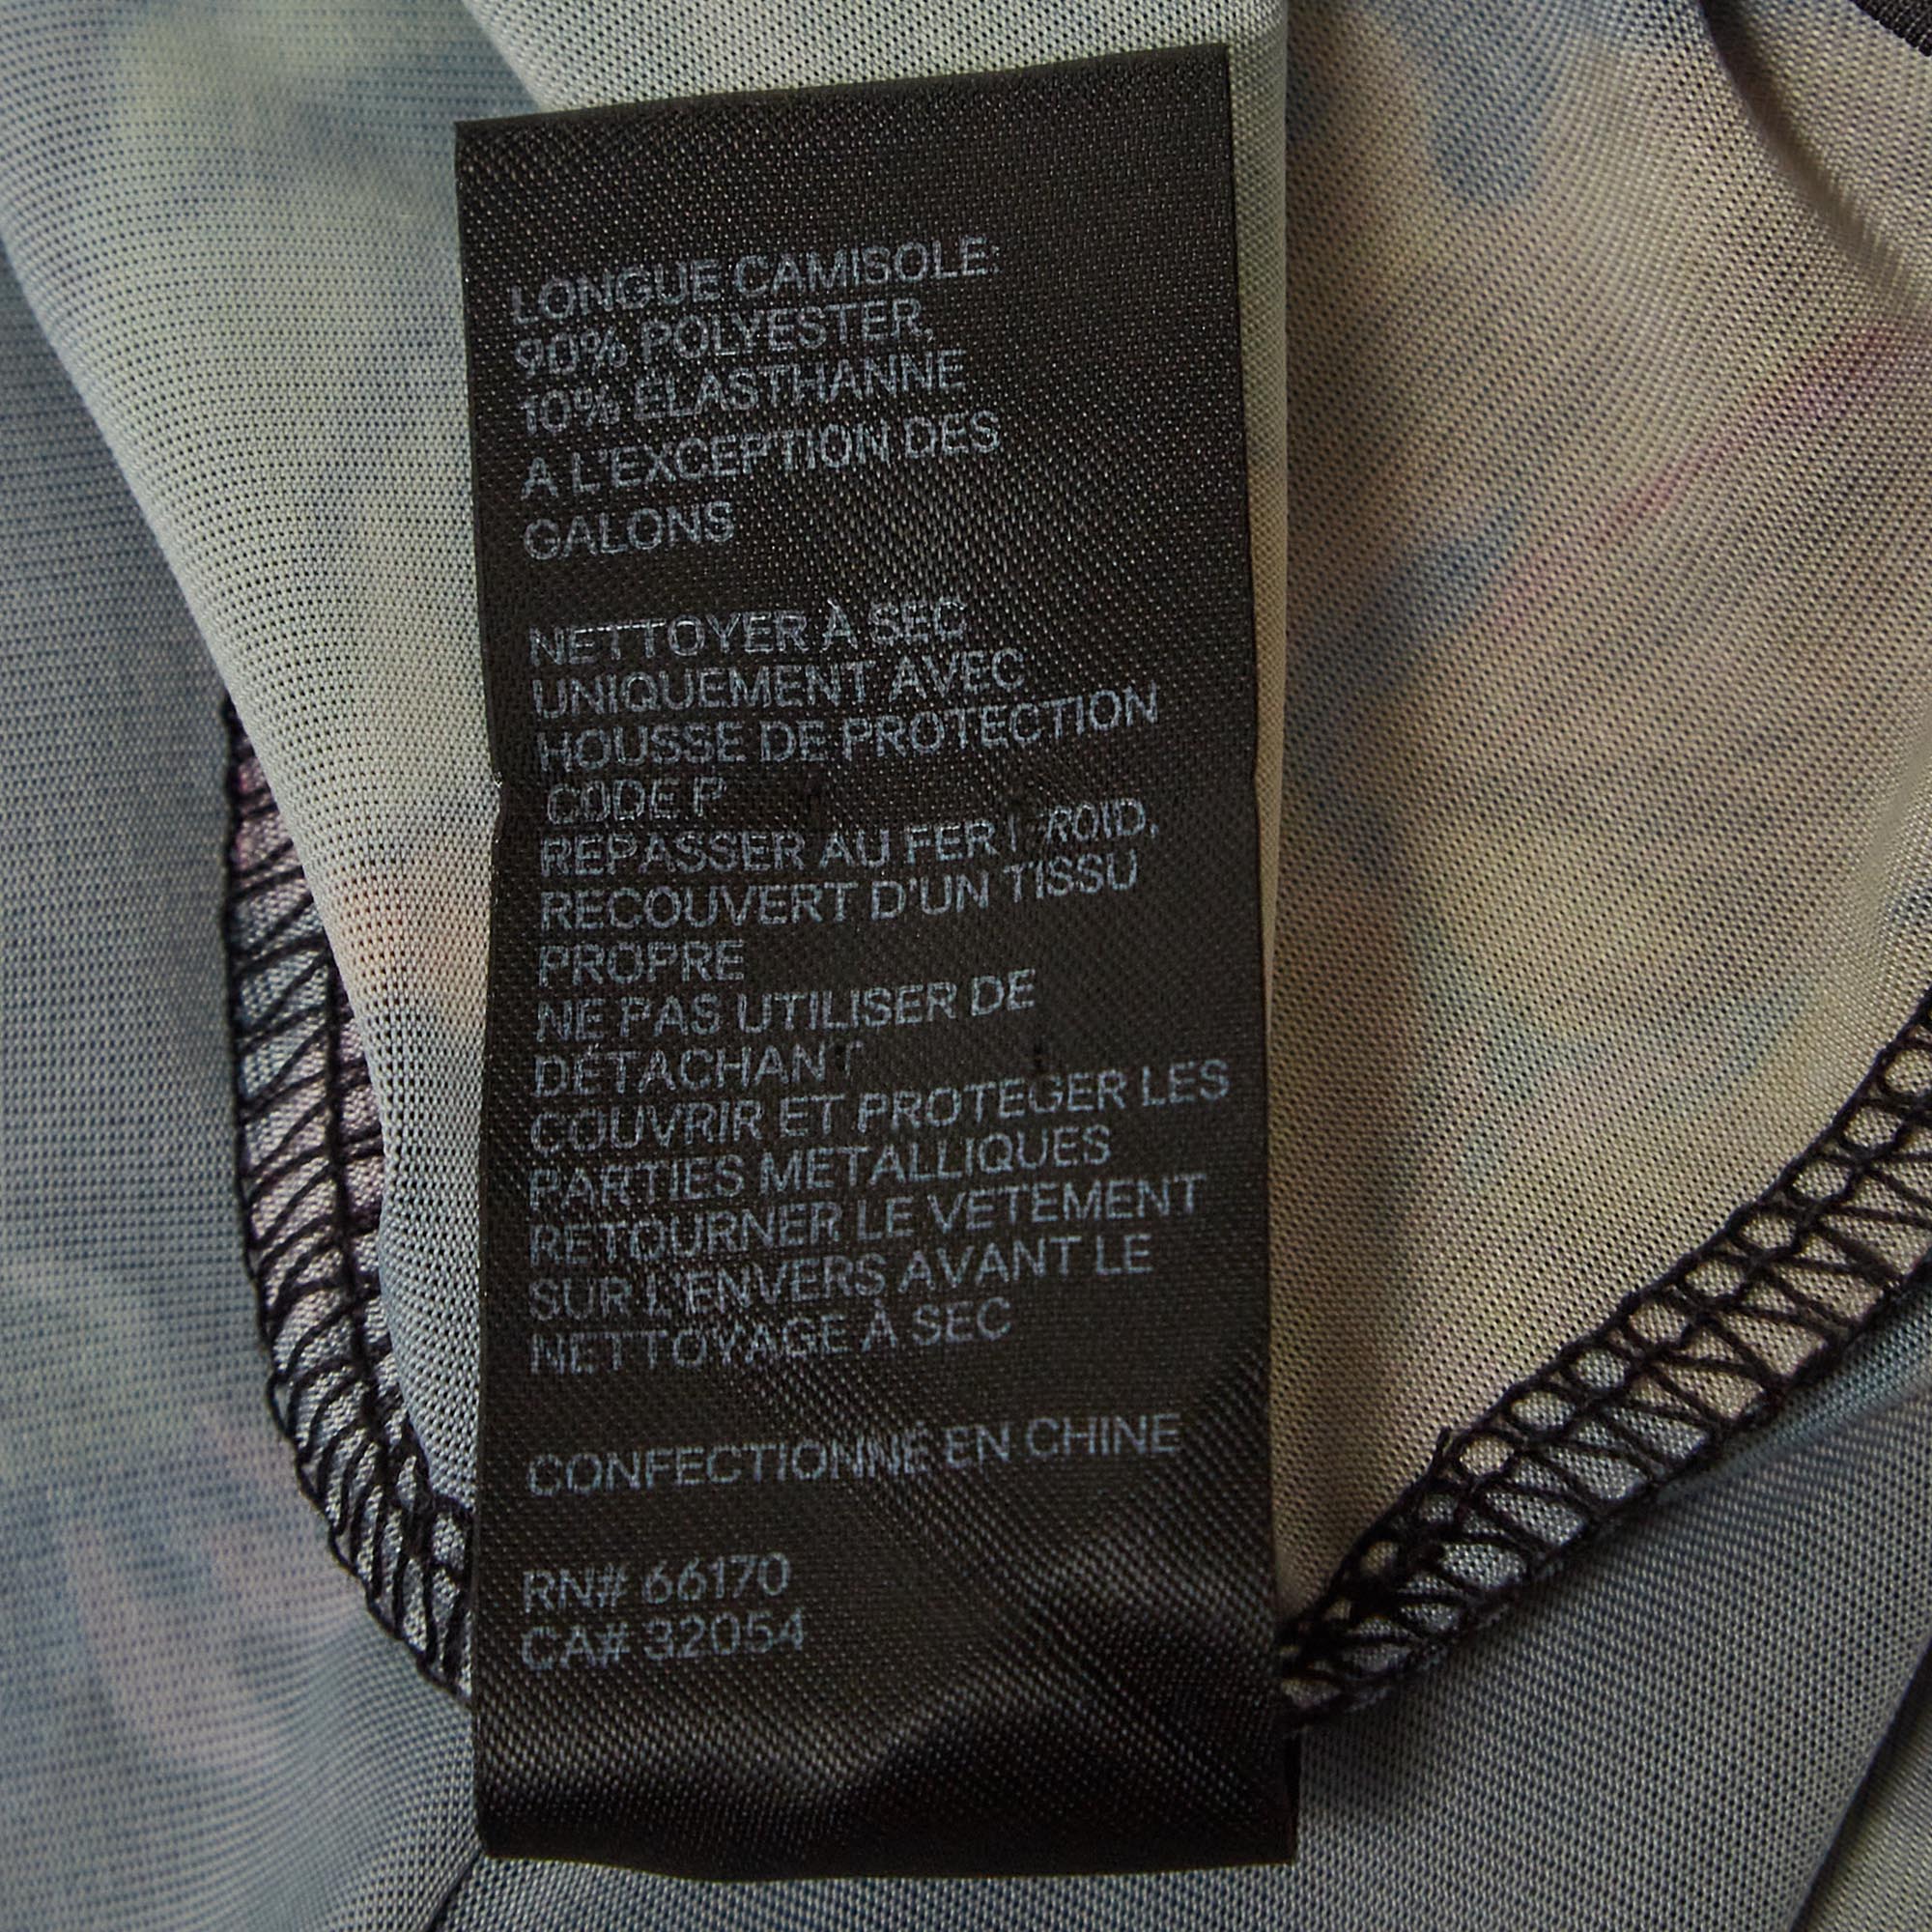 LONGUE CAMISOLE:
90% POLYESTER,
10% ÉLASTHANNE
A L'EXCEPTION DES
GALONS
NETTOYER À SEC
UNIQUEMENT AVEC
HOUSSE DE PROTECTION
CODE P
REPASSER AU FER FROID,
RECOUVERT D'UN TISSU
PROPRE
NE PAS UTILISER DE
DÉTACHANT
COUVRIR ET PROTEGER LES
PARTIES METALLIQUES
RETOURNER LE VETEMENT
SUR L'ENVERS AVANT LE
NETTOYAGE À SEC
CONFECTIONNÉ EN CHINE
RN# 66170
CA# 32054